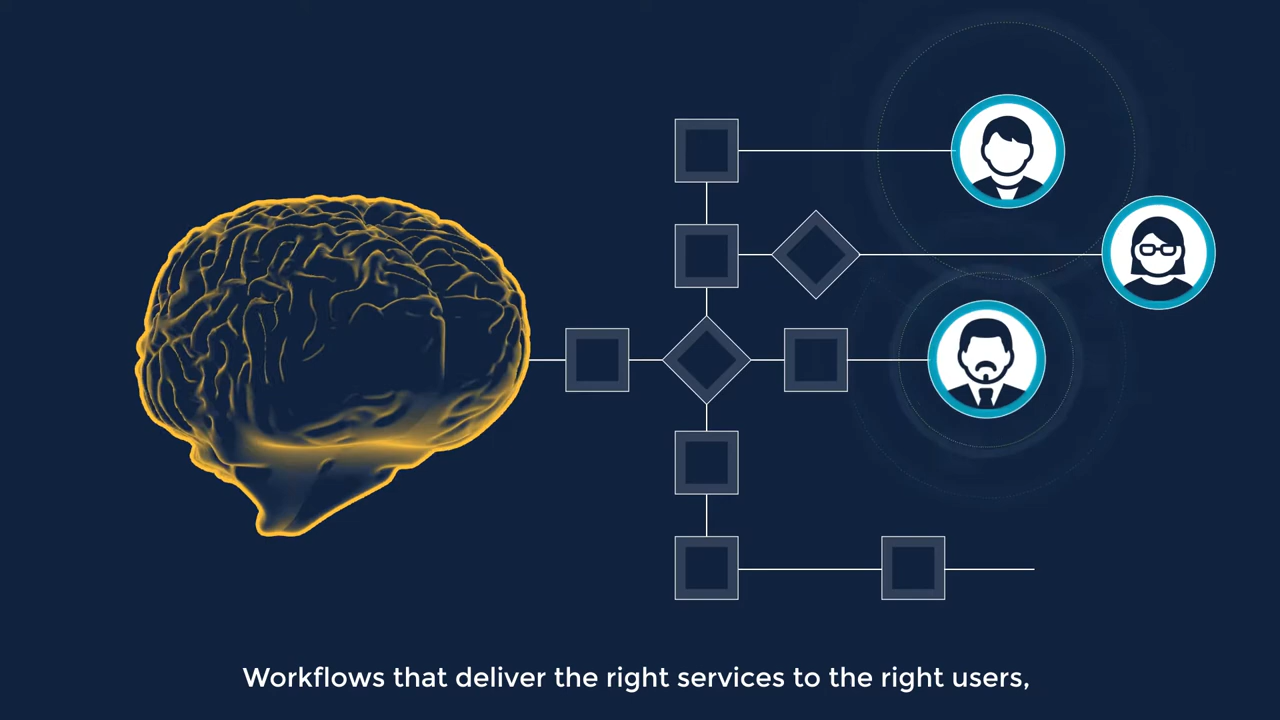 Workflows that deliver the right services to the right users,